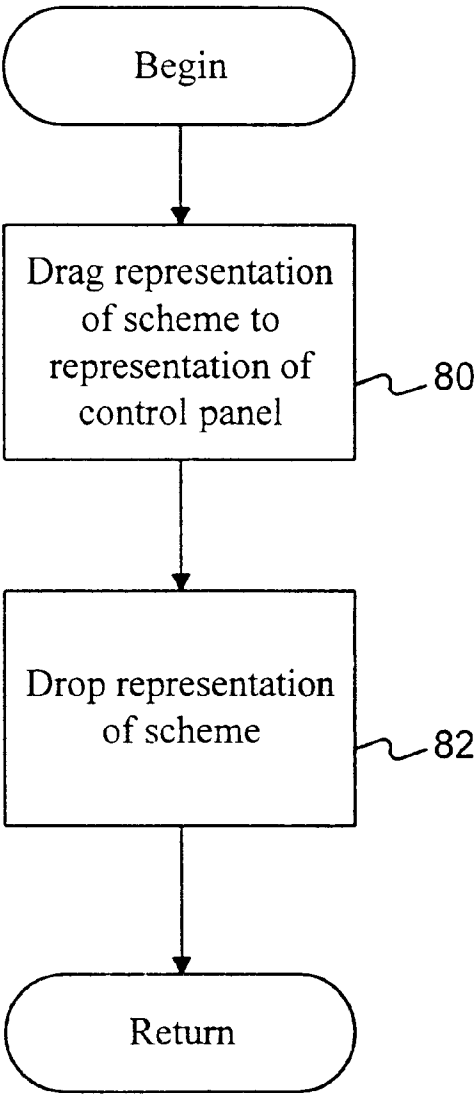 Begin
Drag representation
of scheme to
representation of
control panel
80
Drop representation
of scheme
82
Return